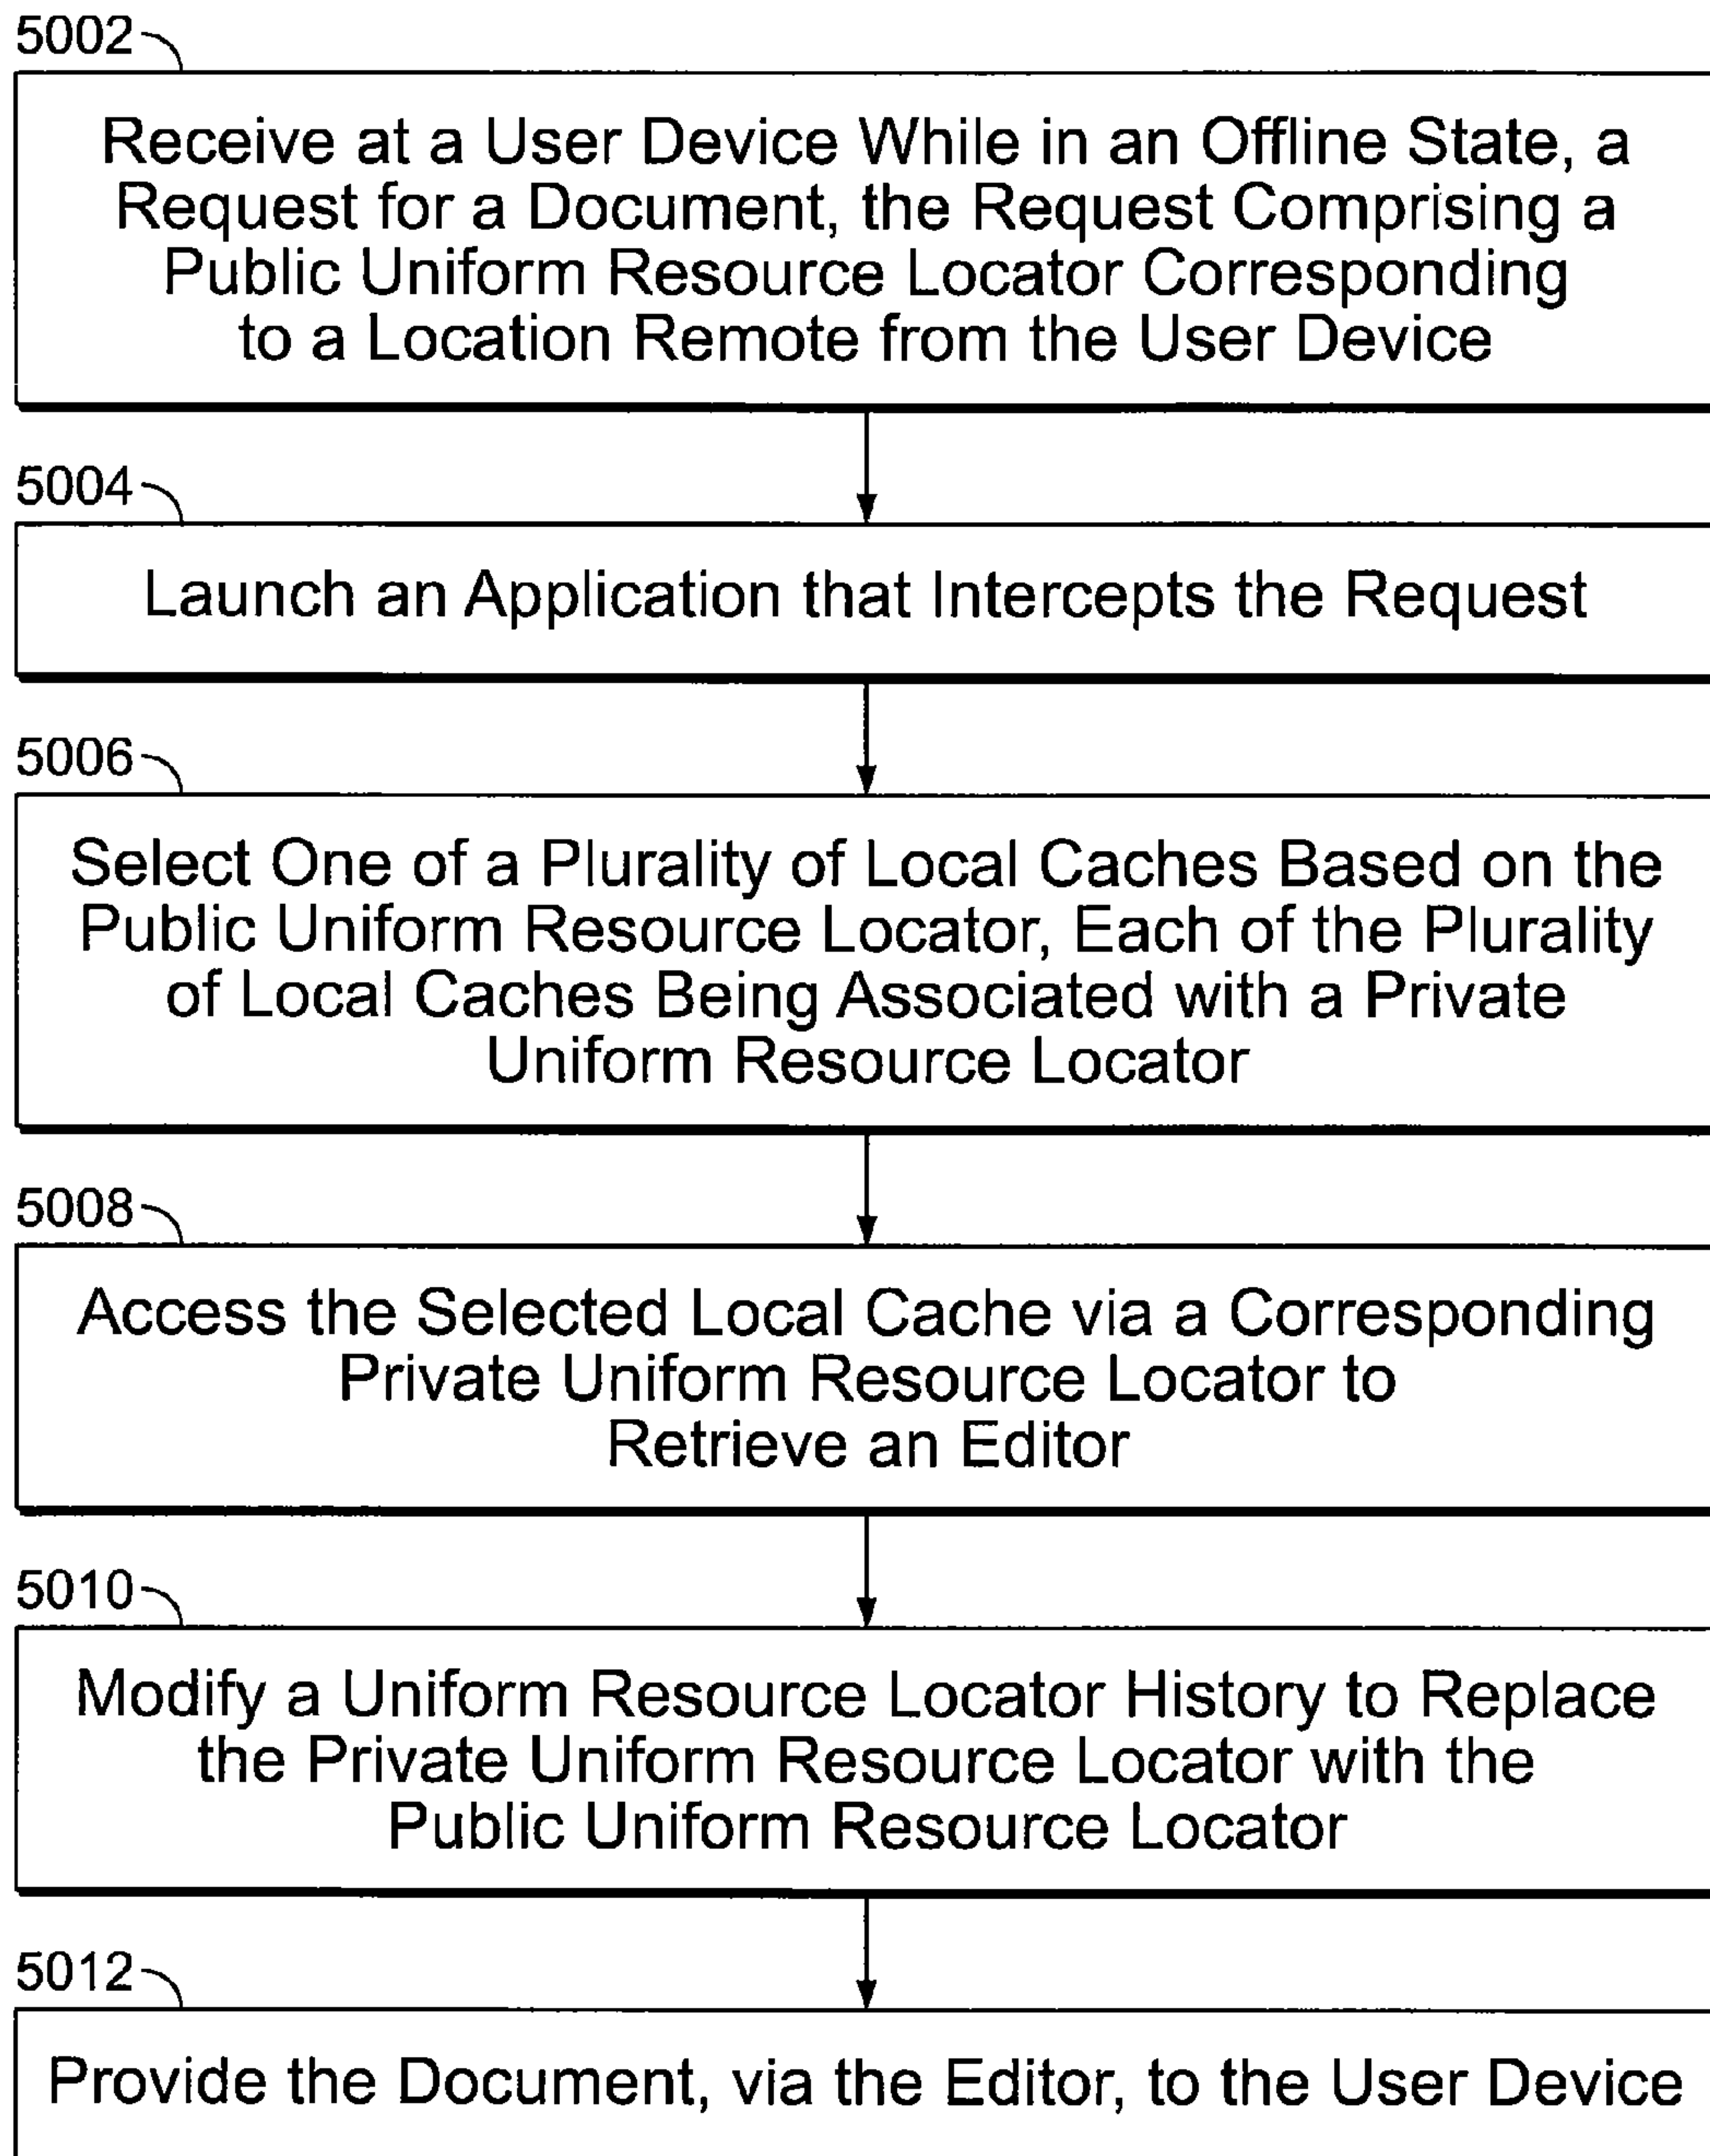 5002
Receive at a User Device While in an Offline State, a
Request for a Document, the Request Comprising a
Public Uniform Resource Locator Corresponding
to a Location Remote from the User Device
5004
Launch an Application that Intercepts the Request
5006
Select One of a Plurality of Local Caches Based on the
Public Uniform Resource Locator, Each of the Plurality
of Local Caches Being Associated with a Private
Uniform Resource Locator
5008
Access the Selected Local Cache via a Corresponding
Private Uniform Resource Locator to
Retrieve an Editor
5010
Modify a Uniform Resource Locator History to Replace
the Private Uniform Resource Locator with the
Public Uniform Resource Locator
5012
Provide the Document, via the Editor, to the User Device